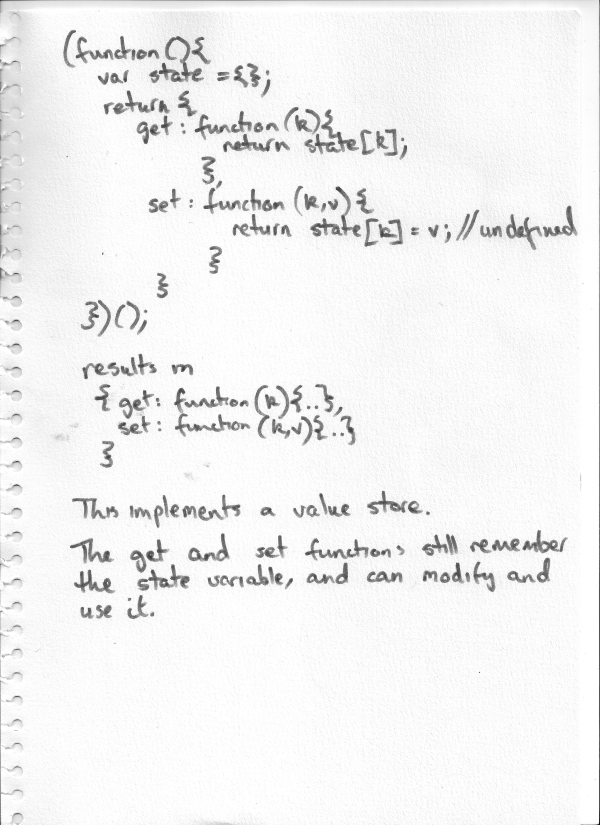 (function () {
var state = {};
return {
get : function (k) {
return state[k];
},
set : function (k,v) {
return state[k] = v; // undefined
}
}
})();
results in
{ get: function (k) {..},
set : function (k,v) {..}
}
This implements a value store.
The get and set functions still remember
the state variable, and can modify and
use it.